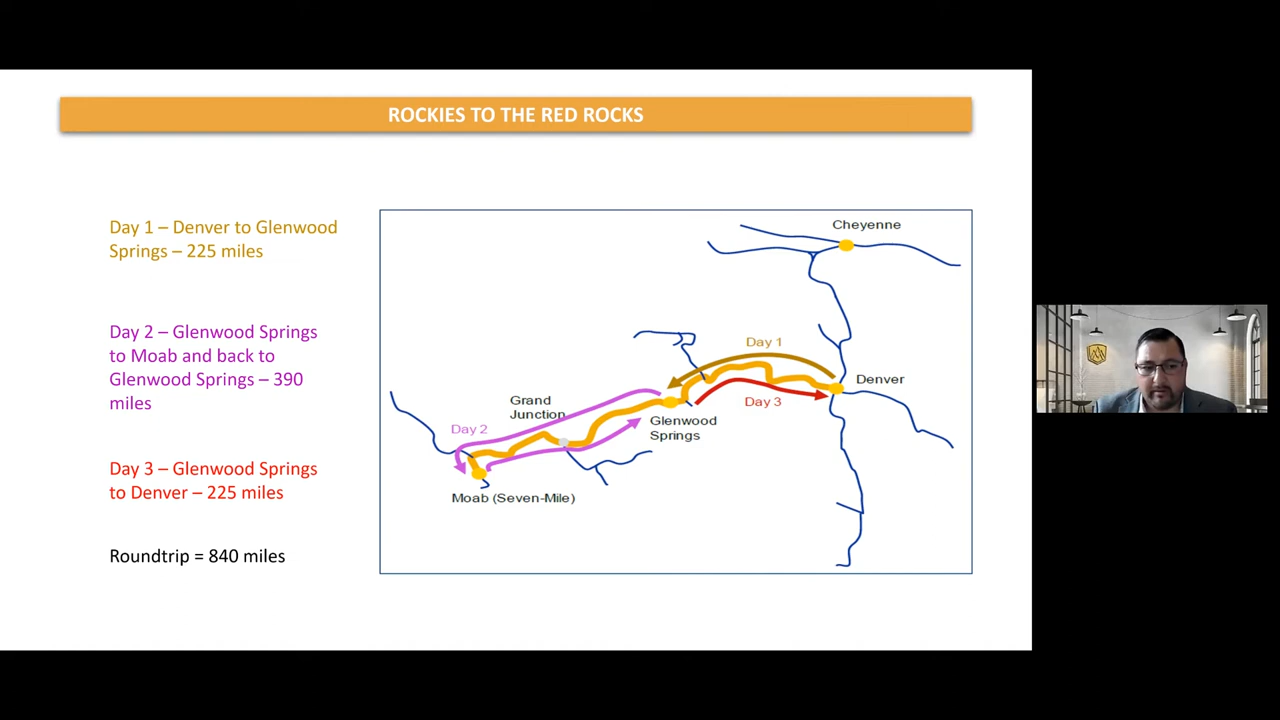 ROCKIES TO THE RED ROCKS
Day 1 – Denver to Glenwood
Springs – 225 miles
Day 2 – Glenwood Springs
to Moab and back to
Glenwood Springs – 390
miles
Day 3 – Glenwood Springs
to Denver – 225 miles
Roundtrip = 840 miles
Cheyenne
Day 1
Denver
Day 3
Grand
Junction
Glenwood
Springs
Day 2
Moab (Seven-Mile)